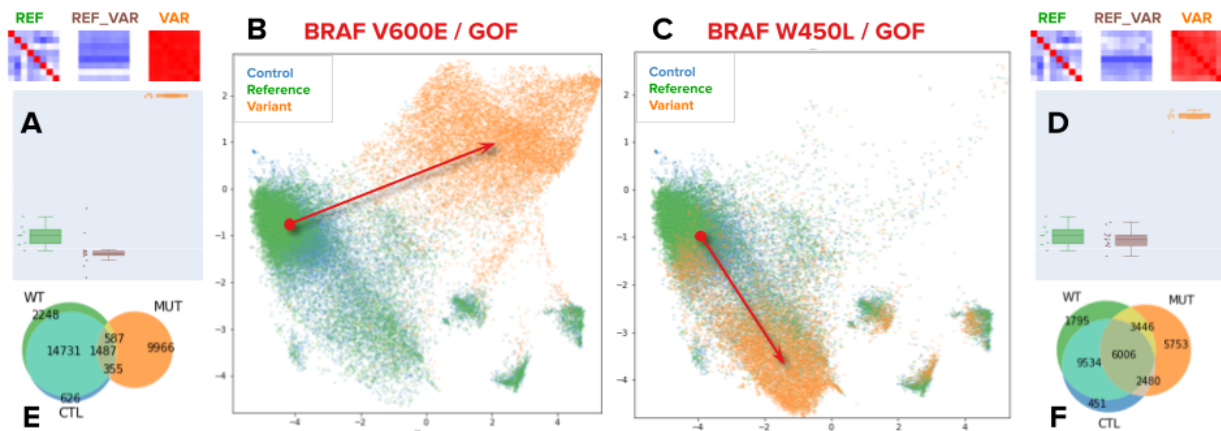 REF REF_VAR VAR
A
B BRAF V600E / GOF
Control
Reference
Variant
2
1
0
−1
−2
−3
−4
−4 −2 0 2 4
WT
2248
MUT
587
14731 1487 9966
355
626
CTL
E
C BRAF W450L / GOF
Control
Reference
Variant
2
1
0
−1
−2
−3
−4
−4 −2 0 2 4
REF REF_VAR VAR
D
WT
MUT
1795
3446
5753
9534 6006
2480
451
CTL
F